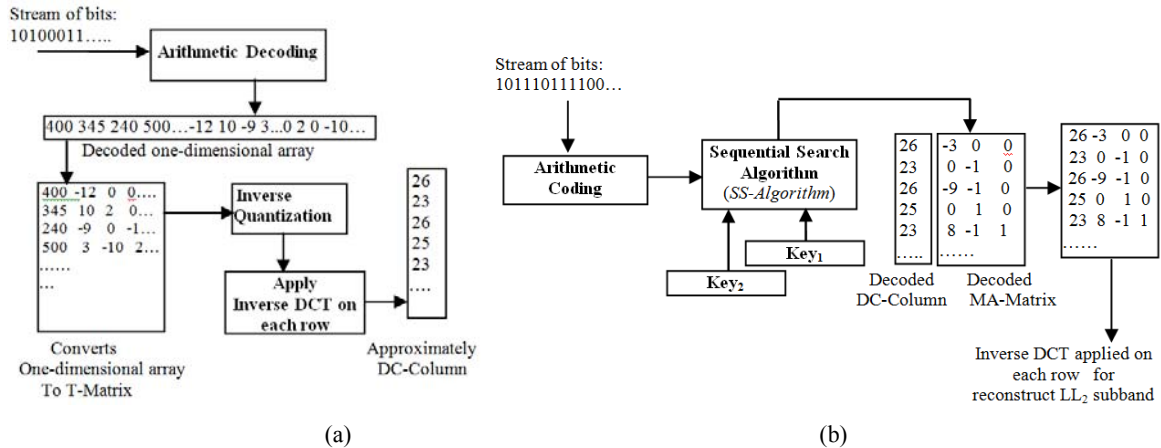 Stream of bits:
10100011.....
Arithmetic Decoding
400 345 240 500…-12 10 -9 3...0 2 0 -10…
Decoded one-dimensional array
400 -12 0 0....
345 10 2 0...
240 -9 0 -1...
500 3 -10 2...
......
...
Converts
One-dimensional array
To T-Matrix
Inverse
Quantization
Apply
Inverse DCT on
each row
26
23
26
25
23
....
Approximately
DC-Column
(a)
Stream of bits:
101110111100…
Arithmetic
Coding
Sequential Search
Algorithm
(SS-Algorithm)
Key1
Key2
26
23
26
25
23
.....
Decoded
DC-Column
-3 0 0
0 -1 0
-9 -1 0
0 1 0
8 -1 1
......
Decoded
MA-Matrix
26 -3 0 0
23 0 -1 0
26 -9 -1 0
25 0 1 0
23 8 -1 1
......
Inverse DCT applied on
each row for
reconstruct LL2 subband
(b)